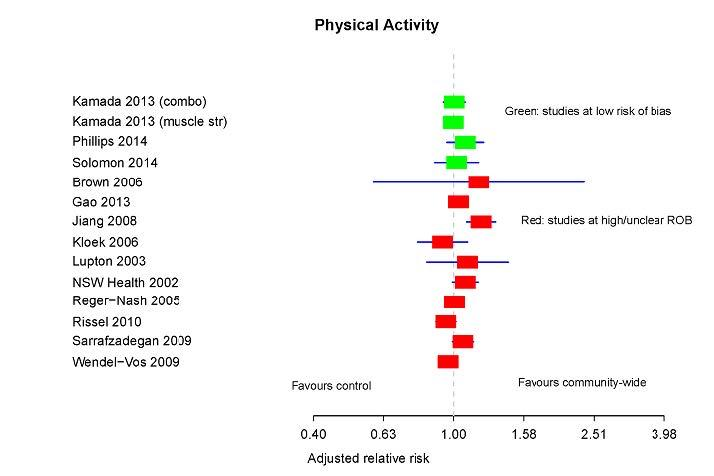 Physical Activity
Kamada 2013 (combo)
Green: studies at low risk of bias
Kamada 2013 (muscle str)
Phillips 2014
Solomon 2014
Brown 2006
Gao 2013
Jiang 2008
Red: studies at high/unclear ROB
Kloek 2006
Lupton 2003
NSW Health 2002
Reger−Nash 2005
Rissel 2010
Sarrafzadegan 2009
Wendel−Vos 2009
Favours control
Favours community-wide
0.40 0.63 1.00 1.58 2.51 3.98
Adjusted relative risk